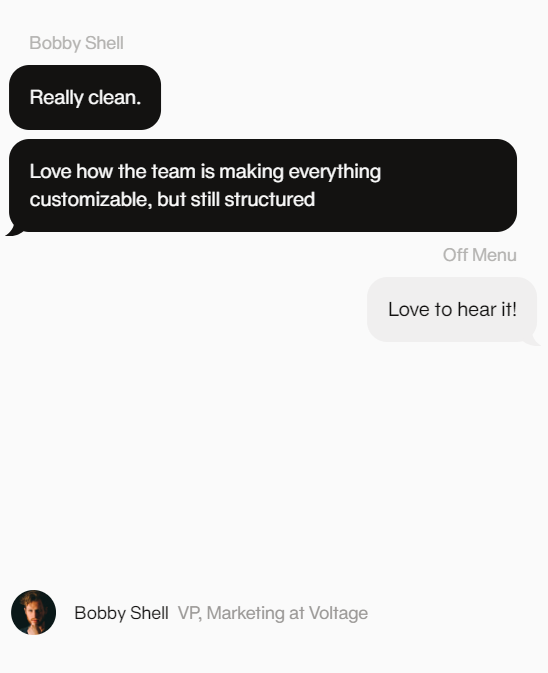 Bobby Shell
Really clean.
Love how the team is making everything
customizable, but still structured
Off Menu
Love to hear it!
Bobby Shell VP, Marketing at Voltage